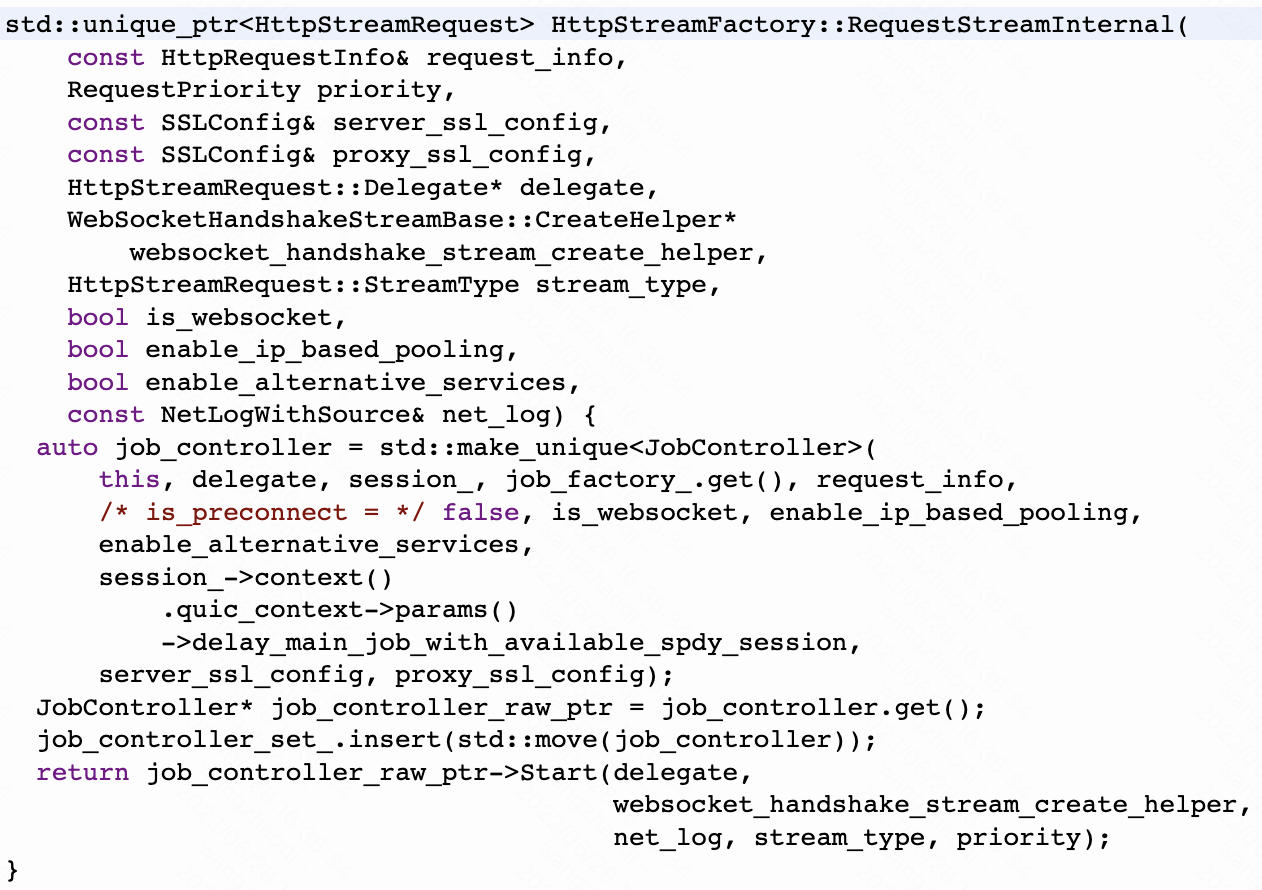 std::unique_ptr<HttpStreamRequest> HttpStreamFactory::RequestStreamInternal(
    const HttpRequestInfo& request_info,
    RequestPriority priority,
    const SSLConfig& server_ssl_config,
    const SSLConfig& proxy_ssl_config,
    HttpStreamRequest::Delegate* delegate,
    WebSocketHandshakeStreamBase::CreateHelper*
        websocket_handshake_stream_create_helper,
    HttpStreamRequest::StreamType stream_type,
    bool is_websocket,
    bool enable_ip_based_pooling,
    bool enable_alternative_services,
    const NetLogWithSource& net_log) {
  auto job_controller = std::make_unique<JobController>(
      this, delegate, session_, job_factory_.get(), request_info,
      /* is_preconnect = */ false, is_websocket, enable_ip_based_pooling,
      enable_alternative_services,
      session_->context()
          .quic_context->params()
          ->delay_main_job_with_available_spdy_session,
      server_ssl_config, proxy_ssl_config);
  JobController* job_controller_raw_ptr = job_controller.get();
  job_controller_set_.insert(std::move(job_controller));
  return job_controller_raw_ptr->Start(delegate,
                                       websocket_handshake_stream_create_helper,
                                       net_log, stream_type, priority);
}